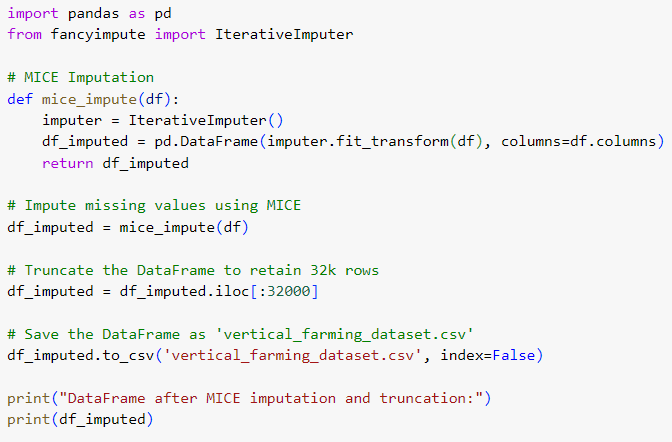 import pandas as pd
from fancyimpute import IterativeImputer
# MICE Imputation
def mice_impute(df):
    imputer = IterativeImputer()
    df_imputed = pd.DataFrame(imputer.fit_transform(df), columns=df.columns)
    return df_imputed
# Impute missing values using MICE
df_imputed = mice_impute(df)
# Truncate the DataFrame to retain 32k rows
df_imputed = df_imputed.iloc[:32000]
# Save the DataFrame as 'vertical_farming_dataset.csv'
df_imputed.to_csv('vertical_farming_dataset.csv', index=False)
print("DataFrame after MICE imputation and truncation:")
print(df_imputed)